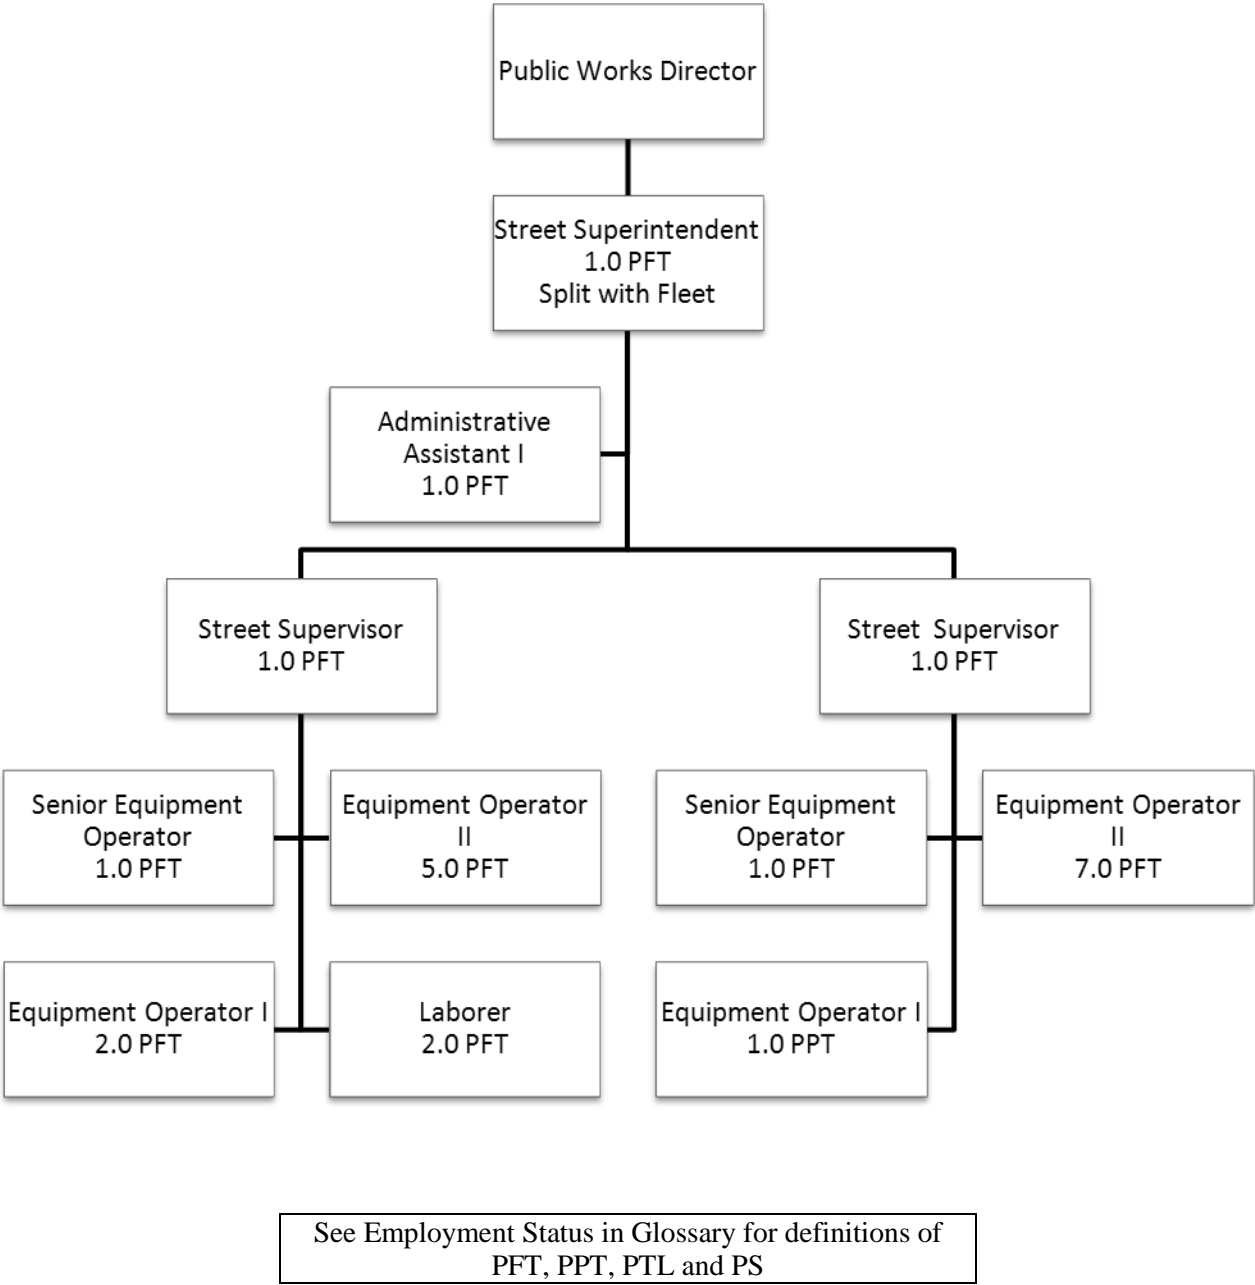 Public Works Director
Street Superintendent
1.0 PFT
Split with Fleet
Administrative
Assistant I
1.0 PFT
Street Supervisor
1.0 PFT
Street  Supervisor
1.0 PFT
Senior Equipment
Operator
1.0 PFT
Equipment Operator
II
5.0 PFT
Senior Equipment
Operator
1.0 PFT
Equipment Operator
II
7.0 PFT
Equipment Operator I
2.0 PFT
Laborer
2.0 PFT
Equipment Operator I
1.0 PPT
See Employment Status in Glossary for definitions of
PFT, PPT, PTL and PS